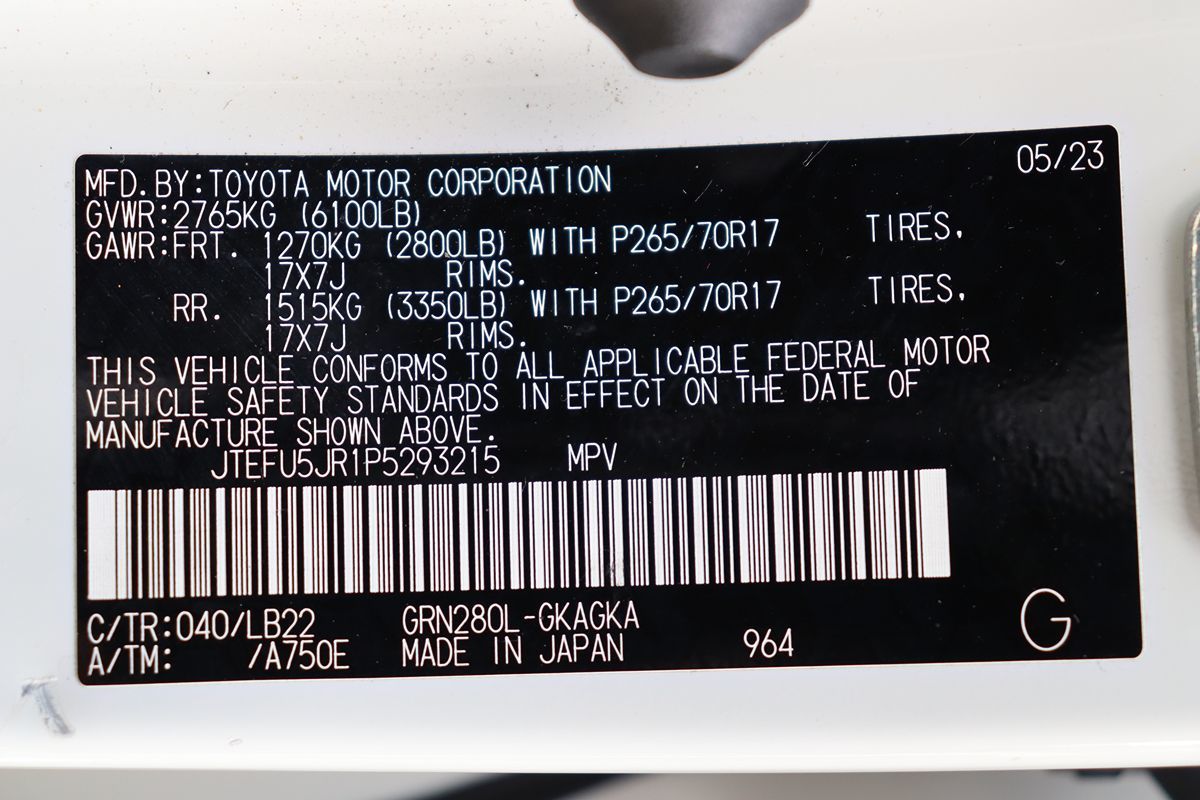 05/23
MFD.BY:TOYOTA MOTOR CORPORATION
GVWR:2765KG (6100LB)
GAWR:FRT. 1270KG (2800LB) WITH P265/70R17 TIRES,
17X7J RIMS.
RR. 1515KG (3350LB) WITH P265/70R17 TIRES,
17X7J RIMS.
THIS VEHICLE CONFORMS TO ALL APPLICABLE FEDERAL MOTOR
VEHICLE SAFETY STANDARDS IN EFFECT ON THE DATE OF
MANUFACTURE SHOWN ABOVE.
JTEFU5JR1P5293215 MPV
C/TR:040/LB22 GRN280L-GKAGKA
A/TM: /A750E MADE IN JAPAN 964 G